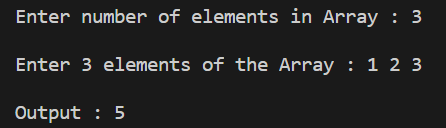 Enter number of elements in Array : 3
Enter 3 elements of the Array : 1 2 3
Output : 5